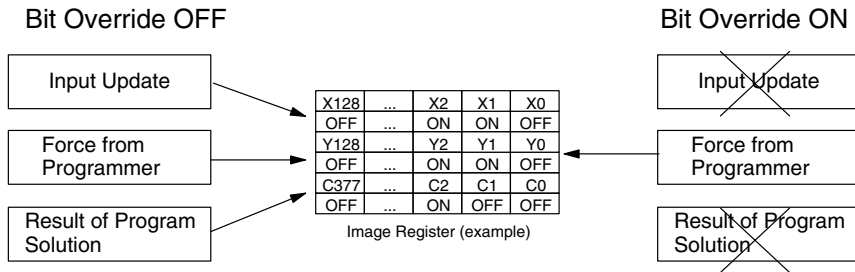 Bit Override OFF
Bit Override ON
Input Update
Force from
Programmer
Result of Program
Solution
X128 ... X2 X1 X0
OFF ... ON ON OFF
Y128 ... Y2 Y1 Y0
OFF ... ON ON OFF
C377 ... C2 C1 C0
OFF ... ON OFF OFF
Image Register (example)
Input Update
Force from
Programmer
Result of Program
Solution